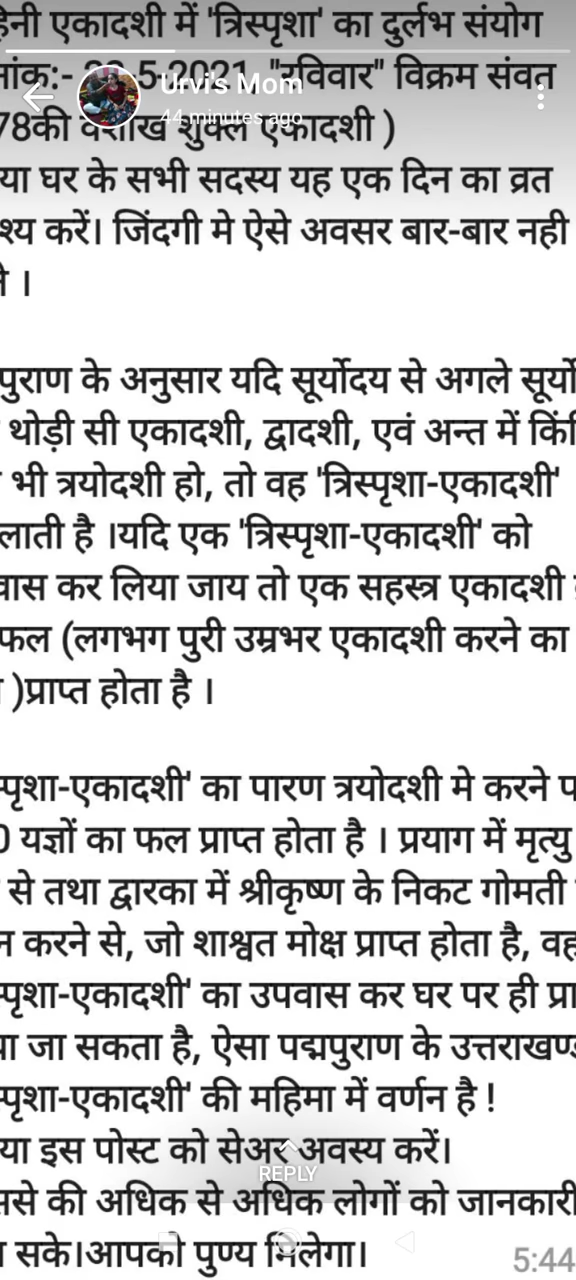 हेनी एकादशी में 'त्रिस्पृशा' का दुर्लभ संयोग
नांक:- 5-2021 "रविवार" विक्रम संवत
Urvi's Mom
44 minutes ago
78की वैशाख शुक्ल एकादशी )
या घर के सभी सदस्य यह एक दिन का व्रत
श्य करें। जिंदगी मे ऐसे अवसर बार-बार नही
।
पुराण के अनुसार यदि सूर्योदय से अगले सूर्यो
थोड़ी सी एकादशी, द्वादशी, एवं अन्त में किं
भी त्रयोदशी हो, तो वह 'त्रिस्पृशा-एकादशी'
लाती है ।यदि एक 'त्रिस्पृशा-एकादशी' को
वास कर लिया जाय तो एक सहस्त्र एकादशी
फल (लगभग पुरी उम्रभर एकादशी करने का
)प्राप्त होता है ।
स्पृशा-एकादशी' का पारण त्रयोदशी मे करने प
0 यज्ञों का फल प्राप्त होता है । प्रयाग में मृत्यु
से तथा द्वारका में श्रीकृष्ण के निकट गोमती
न करने से, जो शाश्वत मोक्ष प्राप्त होता है, वह
स्पृशा-एकादशी' का उपवास कर घर पर ही प्रा
या जा सकता है, ऐसा पद्मपुराण के उत्तराखण्ड
स्पृशा-एकादशी' की महिमा में वर्णन है !
या इस पोस्ट को सेअर अवस्य करें।
REPLY
ससे की अधिक से अधिक लोगों को जानकारी
सके।आपको पुण्य मिलेगा।
5:44